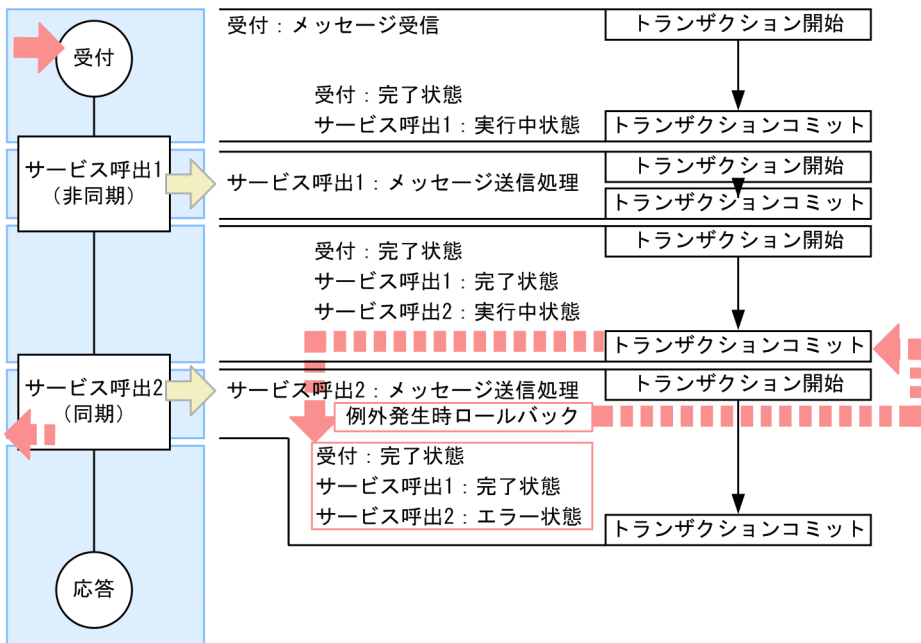 受付
サービス呼出1
（非同期）
サービス呼出2
（同期）
応答
受付：メッセージ受信
トランザクション開始
受付：完了状態
サービス呼出1：実行中状態
トランザクションコミット
サービス呼出1：メッセージ送信処理
トランザクション開始
トランザクションコミット
トランザクション開始
受付：完了状態
サービス呼出1：完了状態
サービス呼出2：実行中状態
トランザクションコミット
サービス呼出2：メッセージ送信処理
トランザクション開始
例外発生時ロールバック
受付：完了状態
サービス呼出1：完了状態
サービス呼出2：エラー状態
トランザクションコミット